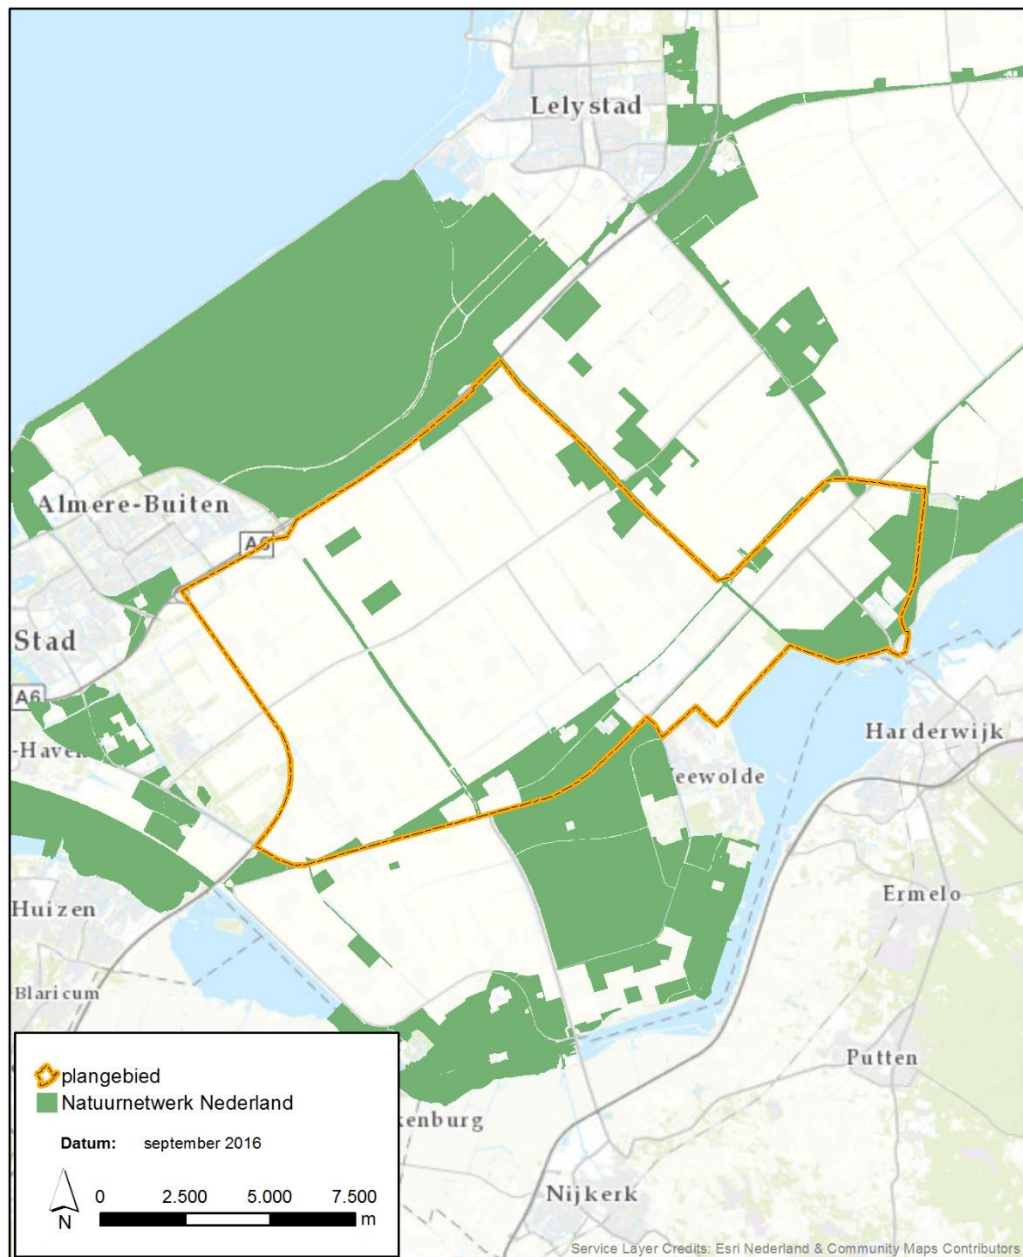 Lelystad
Almere-Buiten
A6
Stad
A6
-Haven
Harderwijk
eewolde
Huizen
Ermelo
Blaricum
Putten
kenburg
Nijkerk
plangebied
Natuurnetwerk Nederland
Datum: september 2016
0 2.500 5.000 7.500
N m
Service Layer Credits: Esri Nederland & Community Maps Contributors